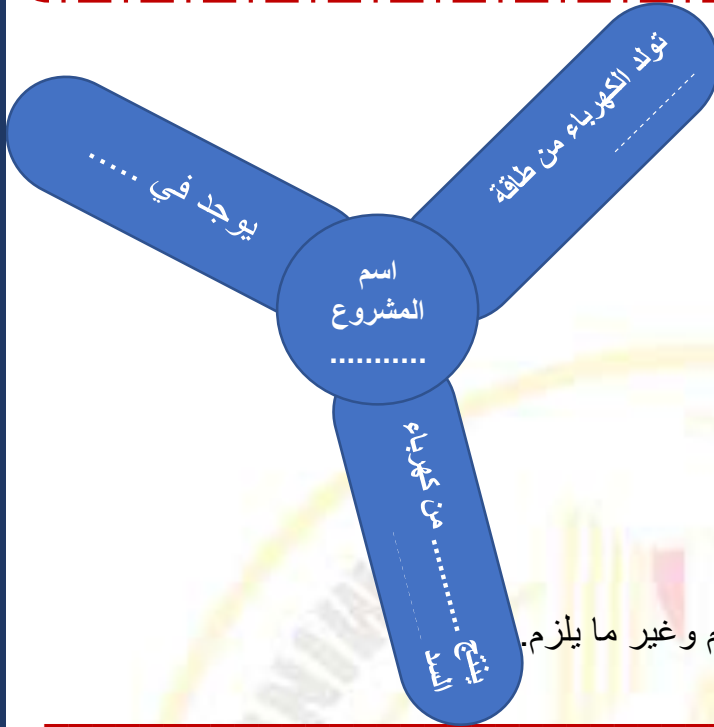 تولد الكهرباء من طاقة
..............
يوجد في .....
اسم
المشروع
...........
ينتج ........... من كهرباء
السد ..............
وغير ما يلزم.